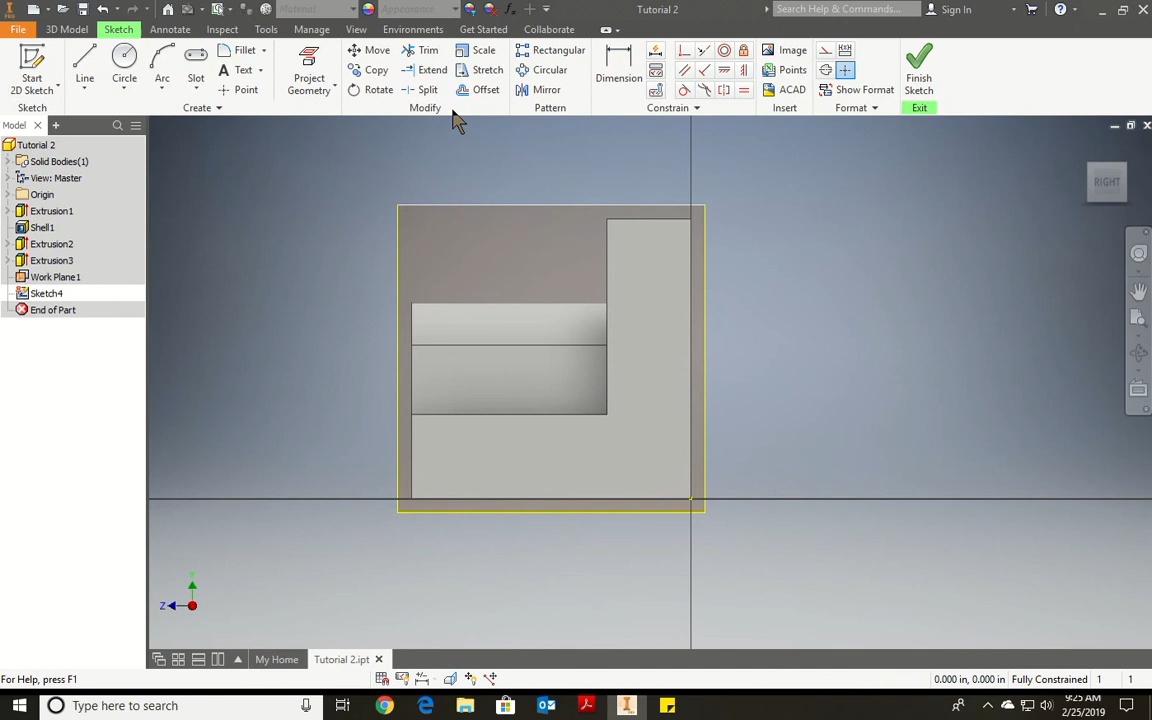 PRO
Material
Appearance
Tutorial 2
Search Help & Commands...
Sign In
File
3D Model
Sketch
Annotate
Inspect
Tools
Manage
View
Environments
Get Started
Collaborate
Start
2D Sketch
Line
Circle
Arc
Slot
Fillet
Text
Point
Project
Geometry
Move
Copy
Rotate
Trim
Extend
Split
Scale
Stretch
Offset
Rectangular
Circular
Mirror
Dimension
Image
Points
ACAD
Show Format
Finish
Sketch
Sketch
Create
Modify
Pattern
Constrain
Insert
Format
Exit
Model
Tutorial 2
Solid Bodies(1)
View: Master
Origin
Extrusion1
Shell1
Extrusion2
Extrusion3
Work Plane1
Sketch4
End of Part
RIGHT
Z
My Home
Tutorial 2.ipt
For Help, press F1
0.000 in, 0.000 in
Fully Constrained
1
1
Type here to search
9:25 AM
2/25/2019